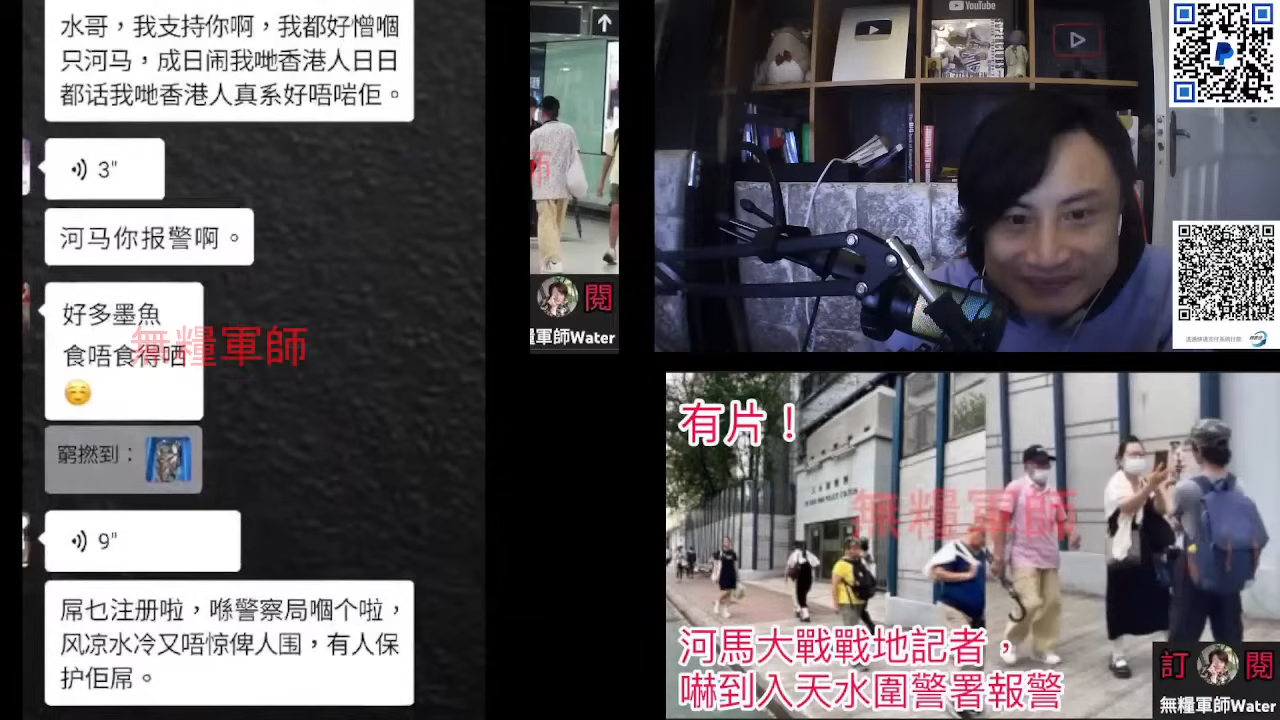 水哥，我支持你啊，我都好憎嗰
只河马，成日闹我哋香港人日日
都话我哋香港人真系好唔啱佢。
3"
河马你报警啊。
好多墨魚
食唔食得哂
無糧軍師
窮撚到：
9"
屌乜注册啦，喺警察局嗰个啦，
风凉水冷又唔惊俾人围，有人保
护佢屌。
師
閱
軍師Water
YouTube
有片！
無糧軍師
河馬大戰戰地記者，
嚇到入天水圍警署報警
訂
閱
無糧軍師Water